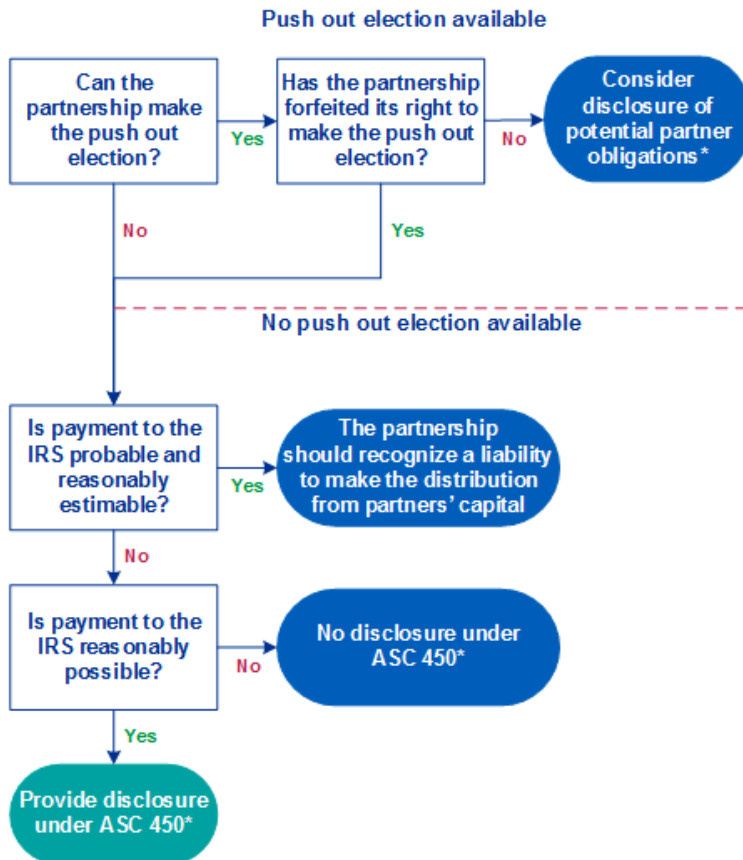 Push out election available
Can the
partnership make
the push out
election?
Yes
Has the partnership
forfeited its right to
make the push out
election?
No
Consider
disclosure of
potential partner
obligations*
No
Yes
No push out election available
Is payment to the
IRS probable and
reasonably
estimable?
Yes
The partnership
should recognize a liability
to make the distribution
from partners' capital
No
Is payment to the
IRS reasonably
possible?
No
No disclosure under
ASC 450*
Yes
Provide disclosure
under ASC 450*